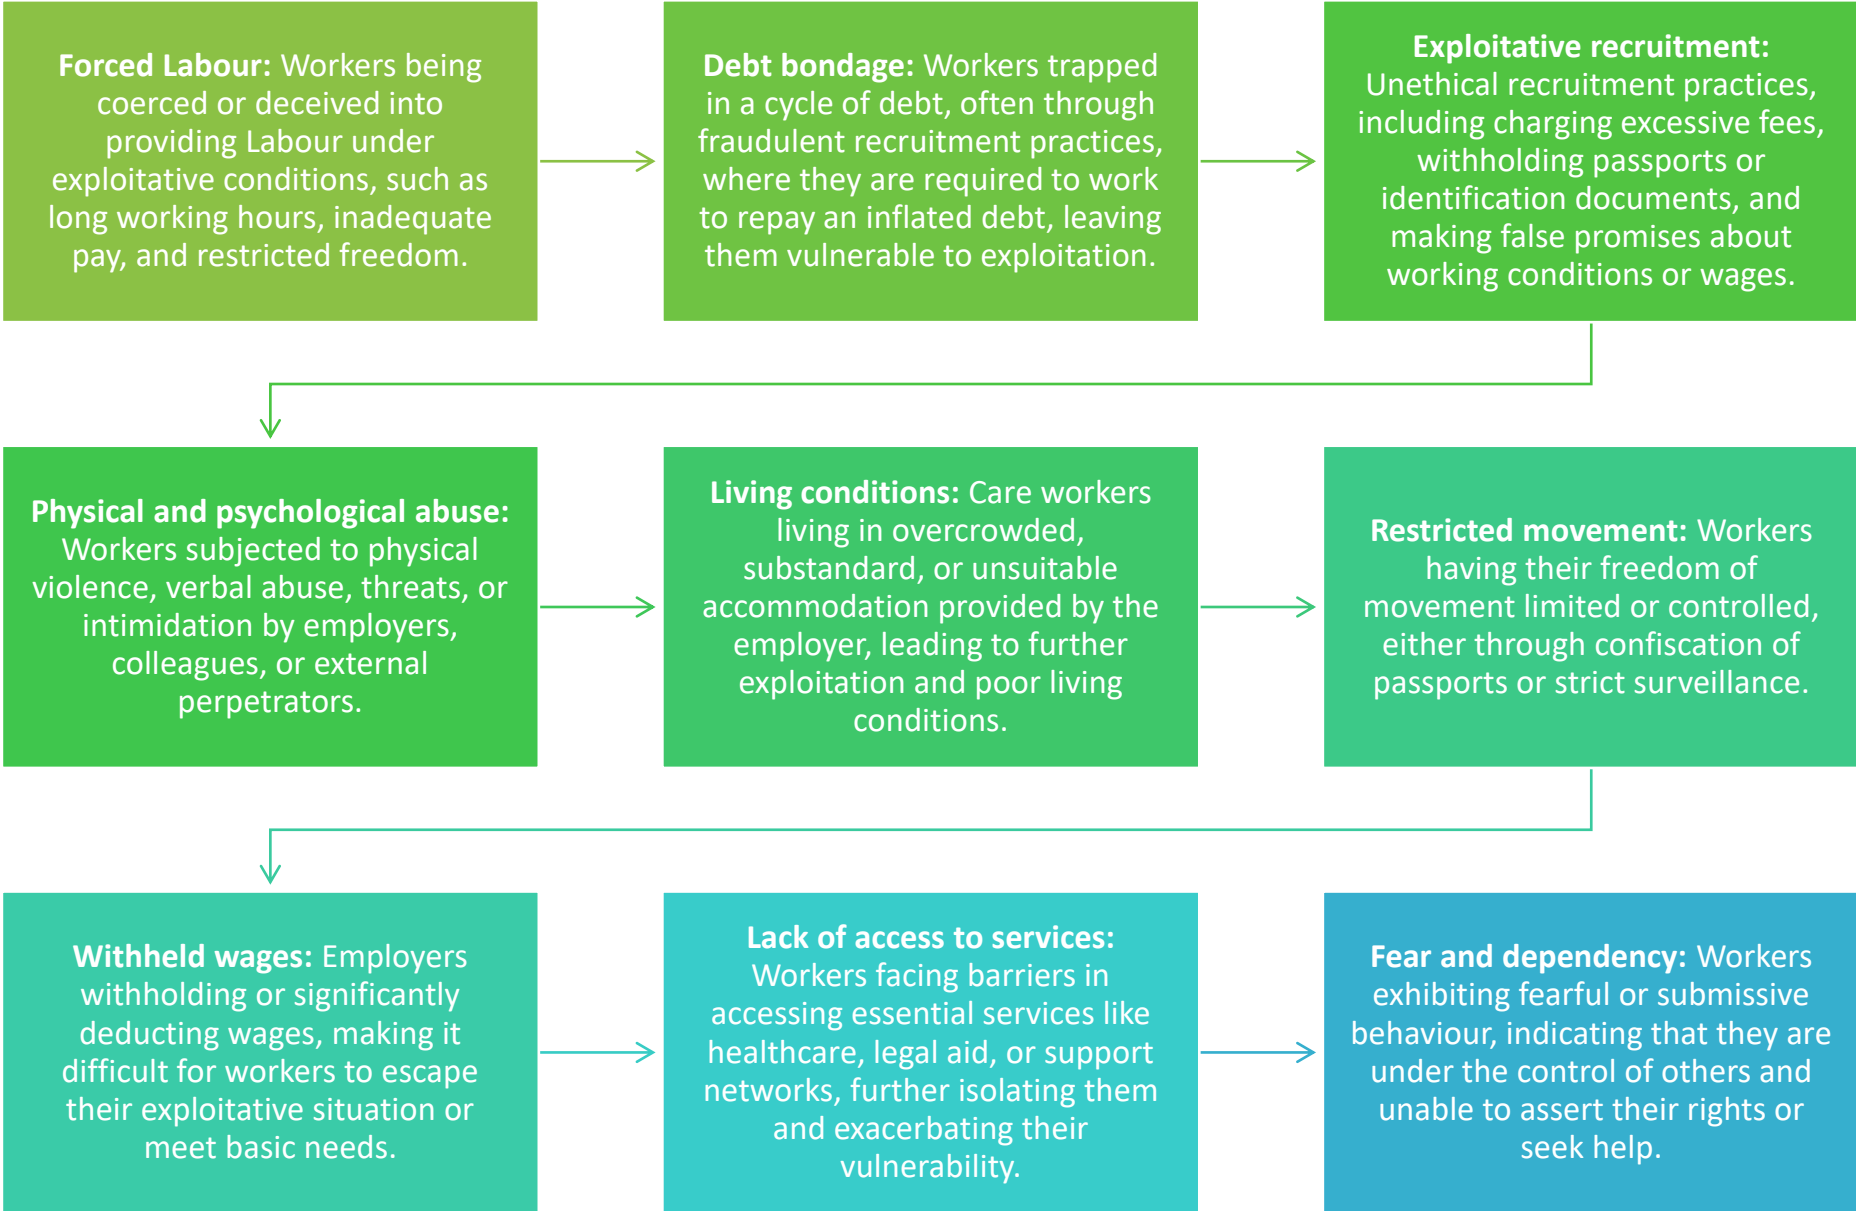 Forced Labour: Workers being
coerced or deceived into
providing Labour under
exploitative conditions, such as
long working hours, inadequate
pay, and restricted freedom.
Debt bondage: Workers trapped
in a cycle of debt, often through
fraudulent recruitment practices,
where they are required to work
to repay an inflated debt, leaving
them vulnerable to exploitation.
Exploitative recruitment:
Unethical recruitment practices,
including charging excessive fees,
withholding passports or
identification documents, and
making false promises about
working conditions or wages.
Physical and psychological abuse:
Workers subjected to physical
violence, verbal abuse, threats, or
intimidation by employers,
colleagues, or external
perpetrators.
Living conditions: Care workers
living in overcrowded,
substandard, or unsuitable
accommodation provided by the
employer, leading to further
exploitation and poor living
conditions.
Restricted movement: Workers
having their freedom of
movement limited or controlled,
either through confiscation of
passports or strict surveillance.
Withheld wages: Employers
withholding or significantly
deducting wages, making it
difficult for workers to escape
their exploitative situation or
meet basic needs.
Lack of access to services:
Workers facing barriers in
accessing essential services like
healthcare, legal aid, or support
networks, further isolating them
and exacerbating their
vulnerability.
Fear and dependency: Workers
exhibiting fearful or submissive
behaviour, indicating that they are
under the control of others and
unable to assert their rights or
seek help.